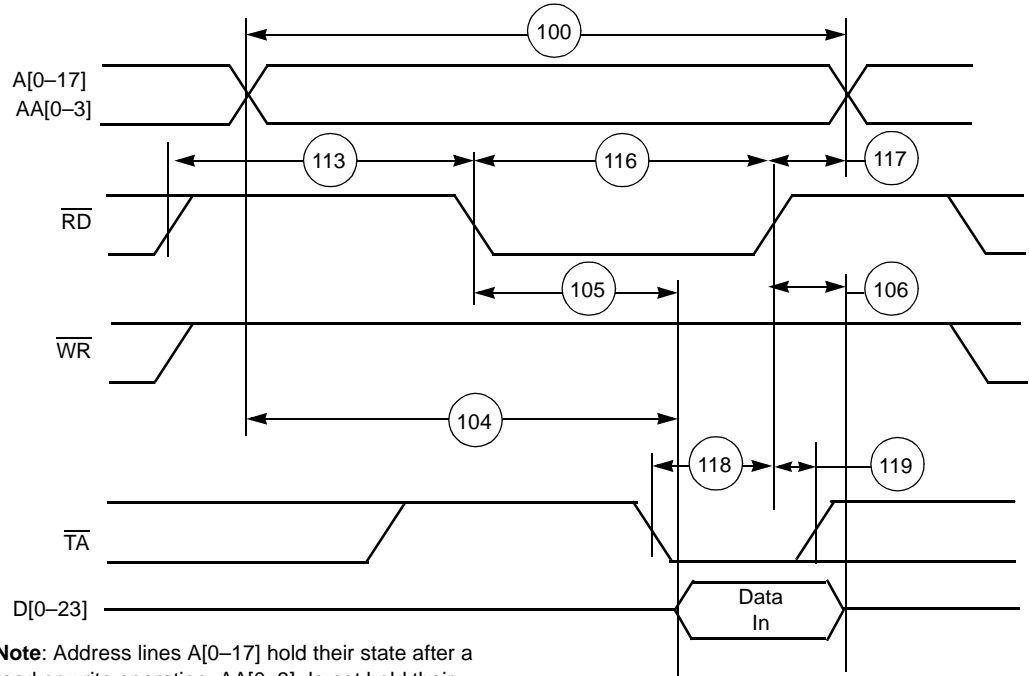 100
A[0–17]
AA[0–3]
113
116
117
RD
105
106
WR
104
118
119
TA
D[0–23]
Data
In
Note: Address lines A[0–17] hold their state after a